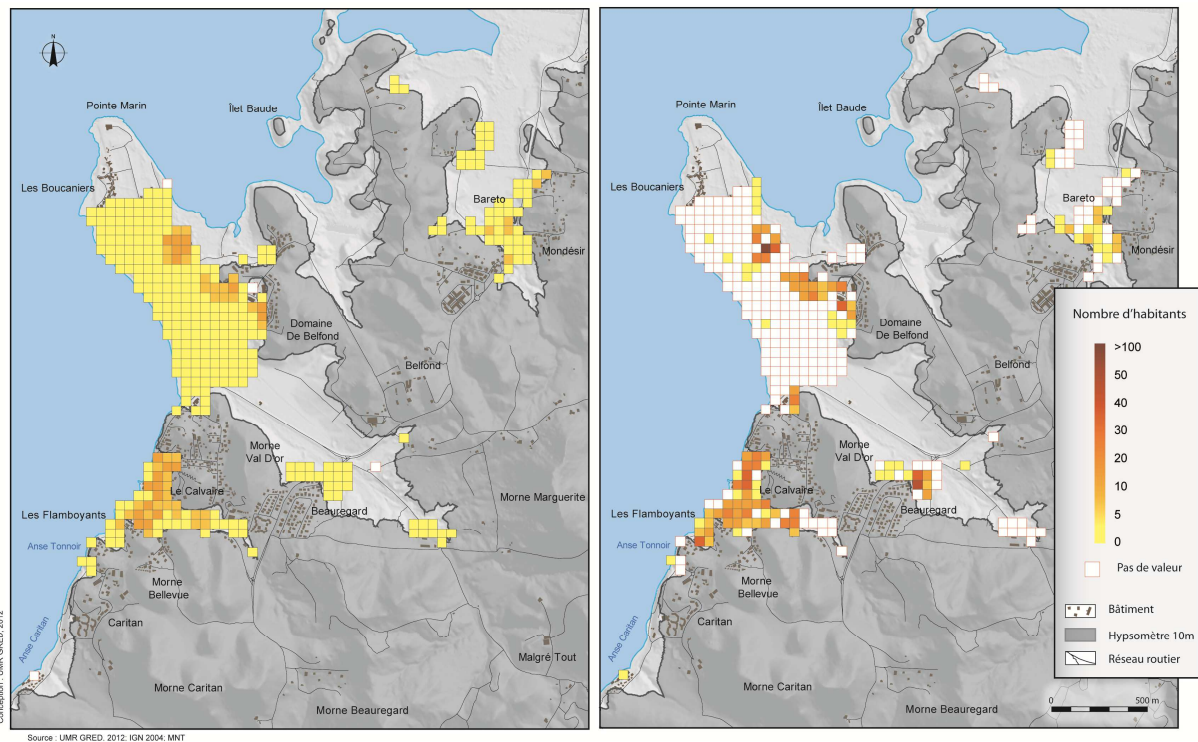 N
Pointe Marin
Îlet Baude
Les Boucaniers
Bareto
Mondésir
Domaine
De Belfond
Belfond
Morne
Val D'or
Le Calvaire
Morne Marguerite
Les Flamboyants
Beauregard
Anse Tonnoir
Morne
Bellevue
Caritan
Anse Caritan
Malgré Tout
Morne Caritan
Morne Beauregard
Conception : UMR GRED, 2012
Source : UMR GRED, 2012; IGN 2004; MNT
Pointe Marin
Îlet Baude
Les Boucaniers
Bareto
Mondésir
Domaine
De Belfond
Belfond
Morne
Val D'or
Le Calvaire
Les Flamboyants
Beauregard
Anse Tonnoir
Morne
Bellevue
Caritan
Anse Caritan
Morne Caritan
Morne Beauregard
Nombre d'habitants
>100
50
40
30
20
10
5
0
Pas de valeur
Bâtiment
Hypsomètre 10m
Réseau routier
0 500 m